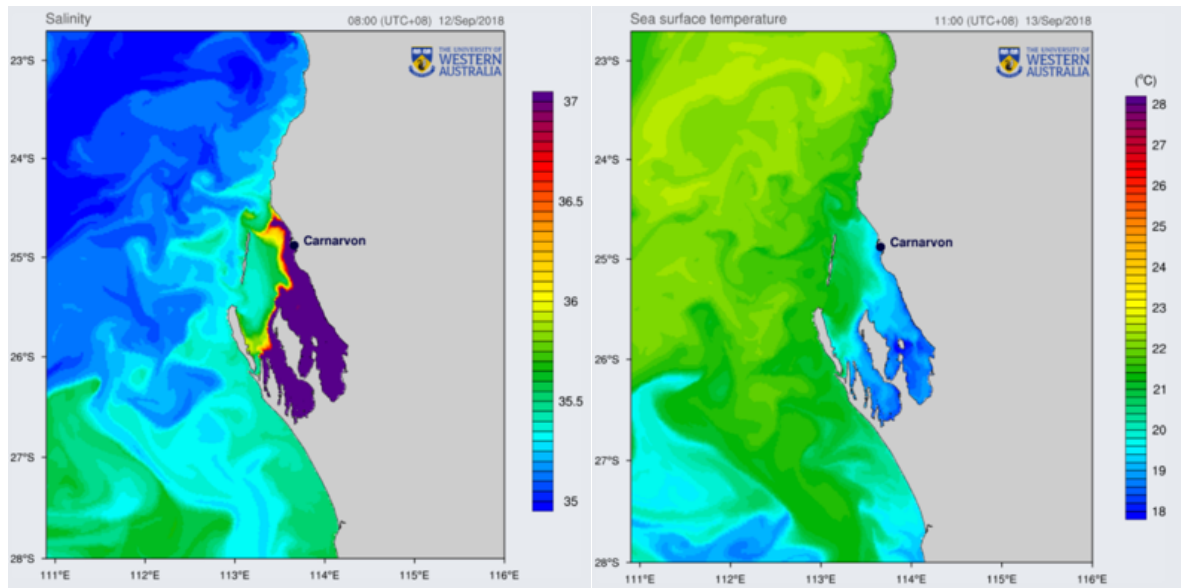 Salinity 08:00 (UTC+08) 12/Sep/2018
THE UNIVERSITY OF
WESTERN
AUSTRALIA
23°S
24°S
25°S
26°S
27°S
28°S
111°E 112°E 113°E 114°E 115°E 116°E
Carnarvon
37
36.5
36
35.5
35
Sea surface temperature 11:00 (UTC+08) 13/Sep/2018
THE UNIVERSITY OF
WESTERN
AUSTRALIA
23°S
24°S
25°S
26°S
27°S
28°S
111°E 112°E 113°E 114°E 115°E 116°E
Carnarvon
(°C)
28
27
26
25
24
23
22
21
20
19
18